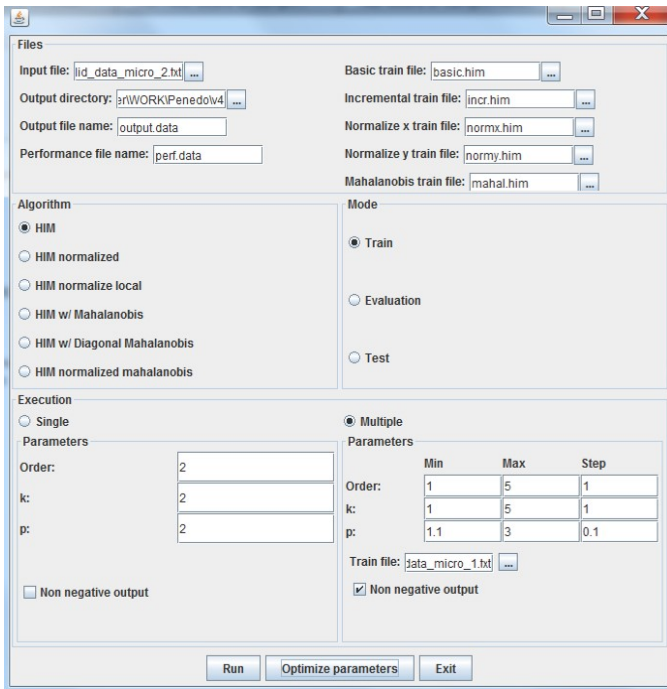 Files
Input file: lid_data_micro_2.txt ...
Output directory: er\WORK\Penedo\v4 ...
Output file name: output.data
Performance file name: perf.data
Basic train file: basic.him ...
Incremental train file: incr.him ...
Normalize x train file: normx.him ...
Normalize y train file: normy.him ...
Mahalanobis train file: mahal.him ...
Algorithm
HIM
HIM normalized
HIM normalize local
HIM w/ Mahalanobis
HIM w/ Diagonal Mahalanobis
HIM normalized mahalanobis
Mode
Train
Evaluation
Test
Execution
Single
Parameters
Order: 2
k: 2
p: 2
Non negative output
Multiple
Parameters
Min Max Step
Order: 1 5 1
k: 1 5 1
p: 1.1 3 0.1
Train file: data_micro_1.txt ...
Non negative output
Run Optimize parameters Exit